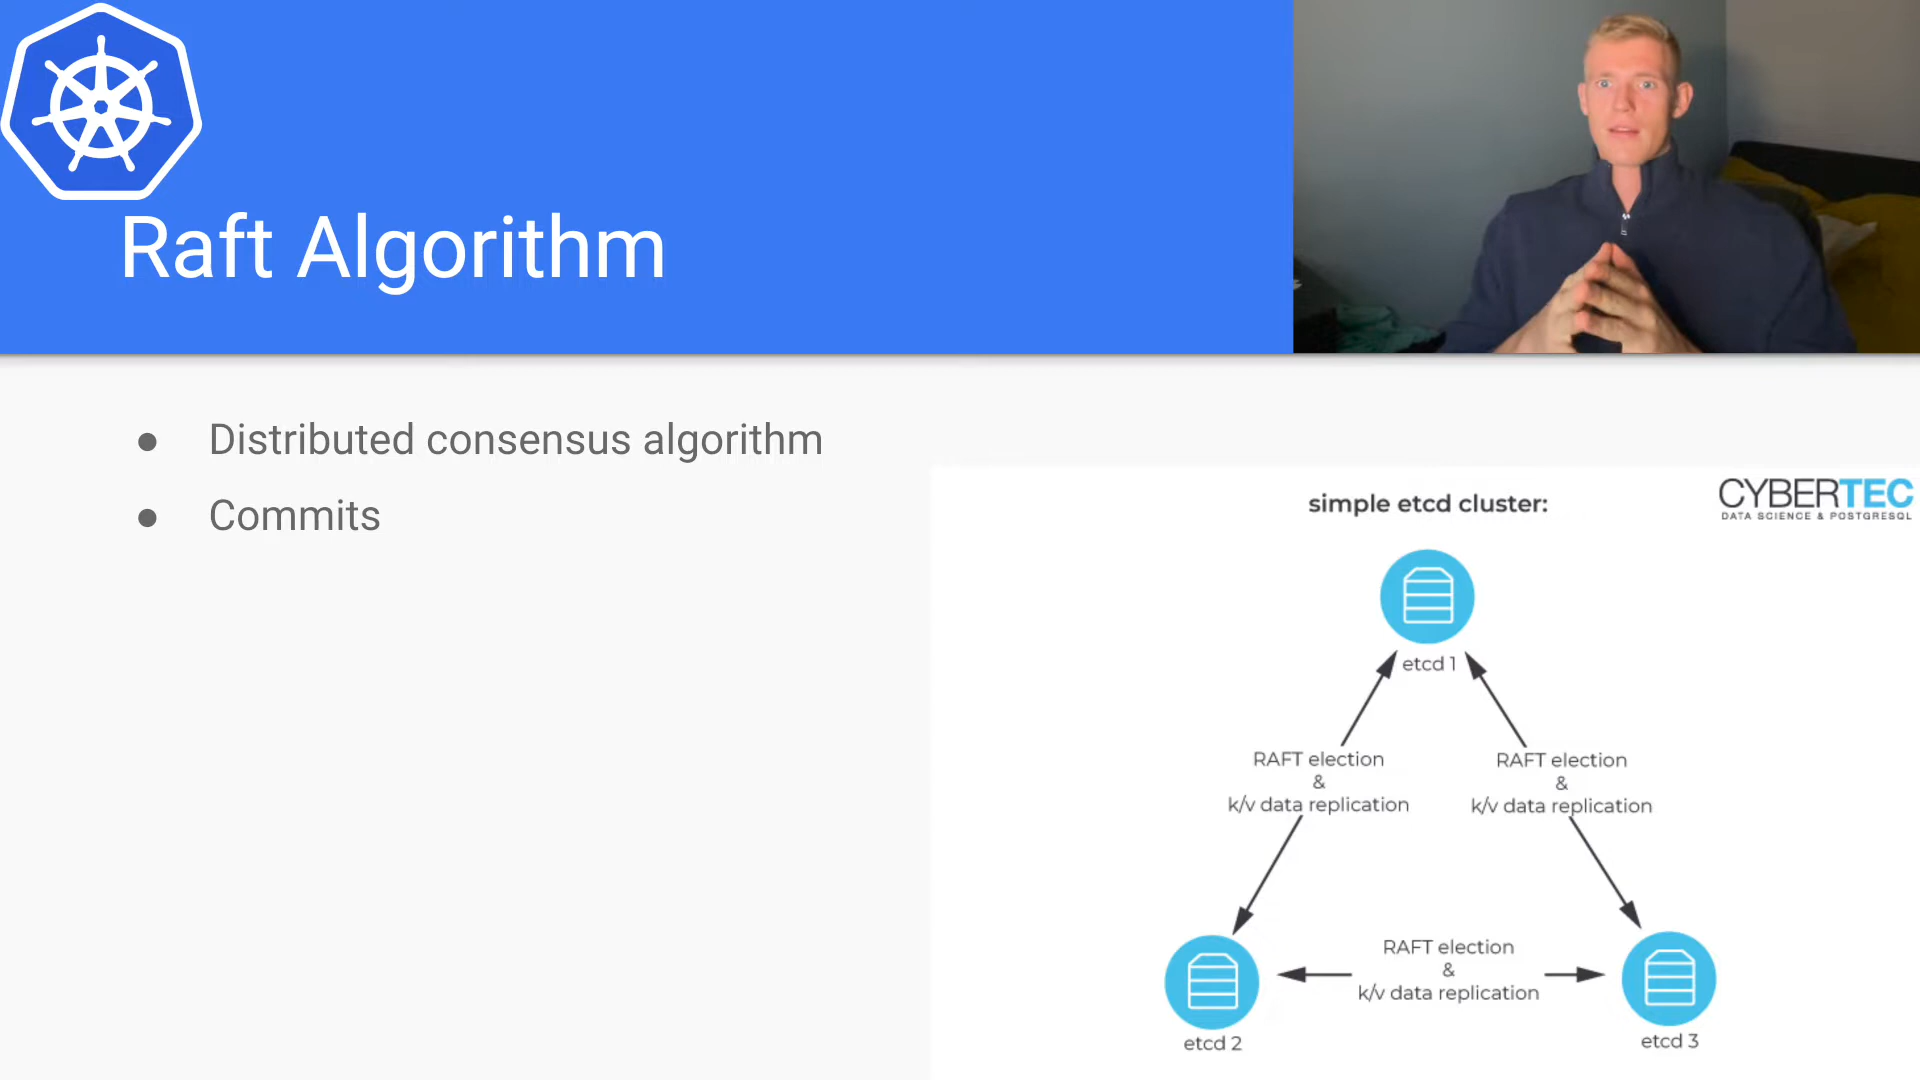 Raft Algorithm
● Distributed consensus algorithm
● Commits
simple etcd cluster:
CYBERTEC
DATA SCIENCE & POSTGRESQL
etcd 1
RAFT election
&
k/v data replication
RAFT election
&
k/v data replication
RAFT election
&
k/v data replication
etcd 2
etcd 3